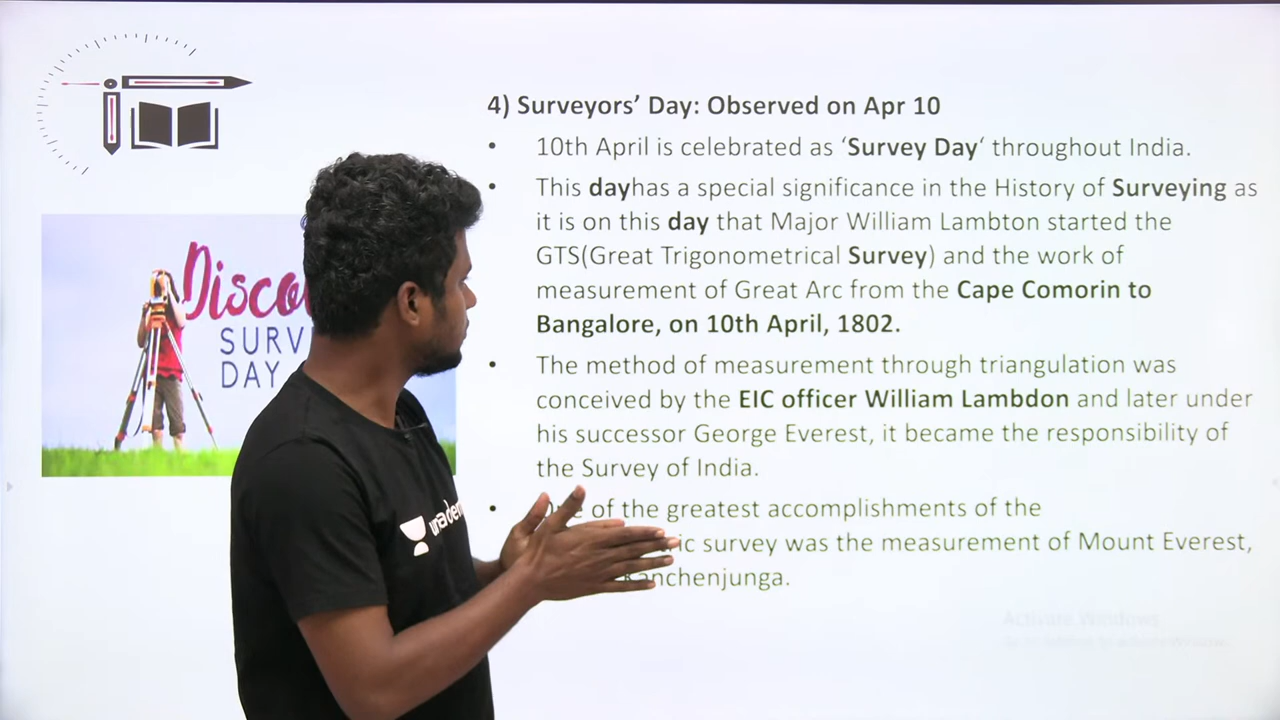 4) Surveyors’ Day: Observed on Apr 10
• 10th April is celebrated as ‘Survey Day‘ throughout India.
• This dayhas a special significance in the History of Surveying as
it is on this day that Major William Lambton started the
GTS(Great Trigonometrical Survey) and the work of
measurement of Great Arc from the Cape Comorin to
Bangalore, on 10th April, 1802.
• The method of measurement through triangulation was
conceived by the EIC officer William Lambdon and later under
his successor George Everest, it became the responsibility of
the Survey of India.
• One of the greatest accomplishments of the
survey was the measurement of Mount Everest,
Kanchenjunga.
SURV
DAY
Activate Windows